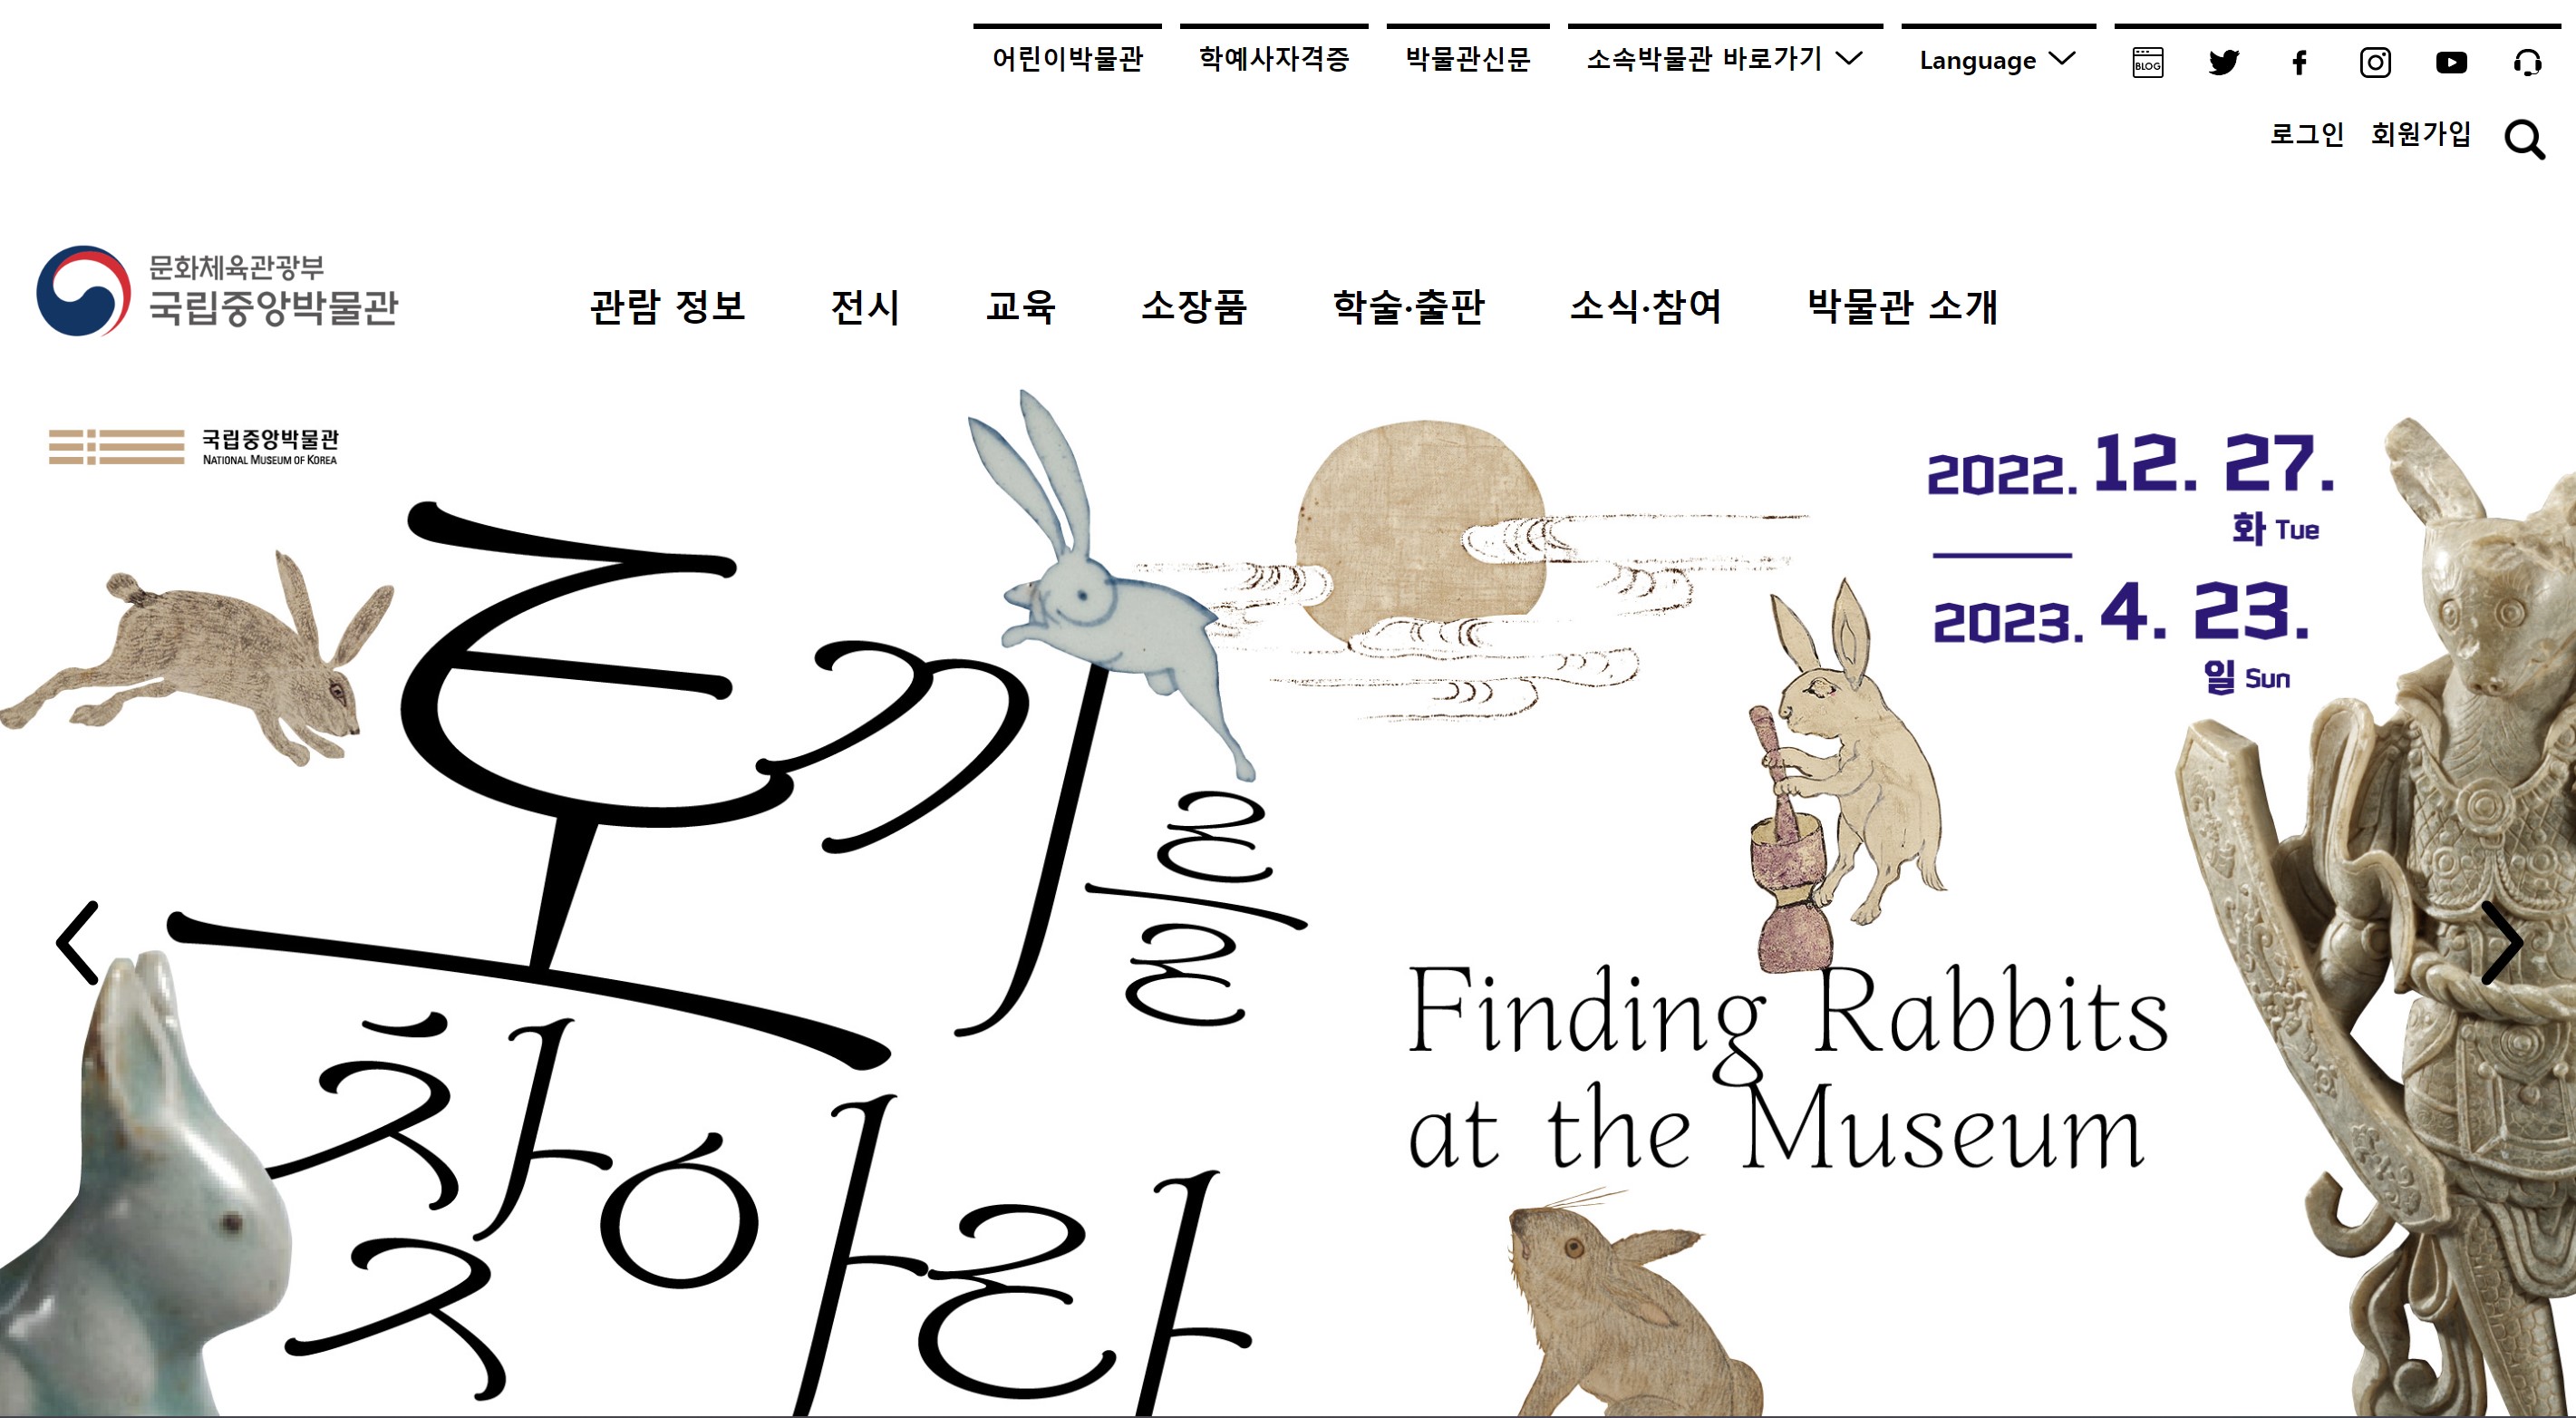 어린이박물관 학예사자격증 박물관신문 소속박물관 바로가기 Language BLOG
로그인 회원가입
문화체육관광부
국립중앙박물관
관람 정보 전시 교육 소장품 학술·출판 소식·참여 박물관 소개
국립중앙박물관
NATIONAL MUSEUM OF KOREA
토끼를
찾아라
2022. 12. 27.
화 Tue
2023. 4. 23.
일 Sun
Finding Rabbits
at the Museum